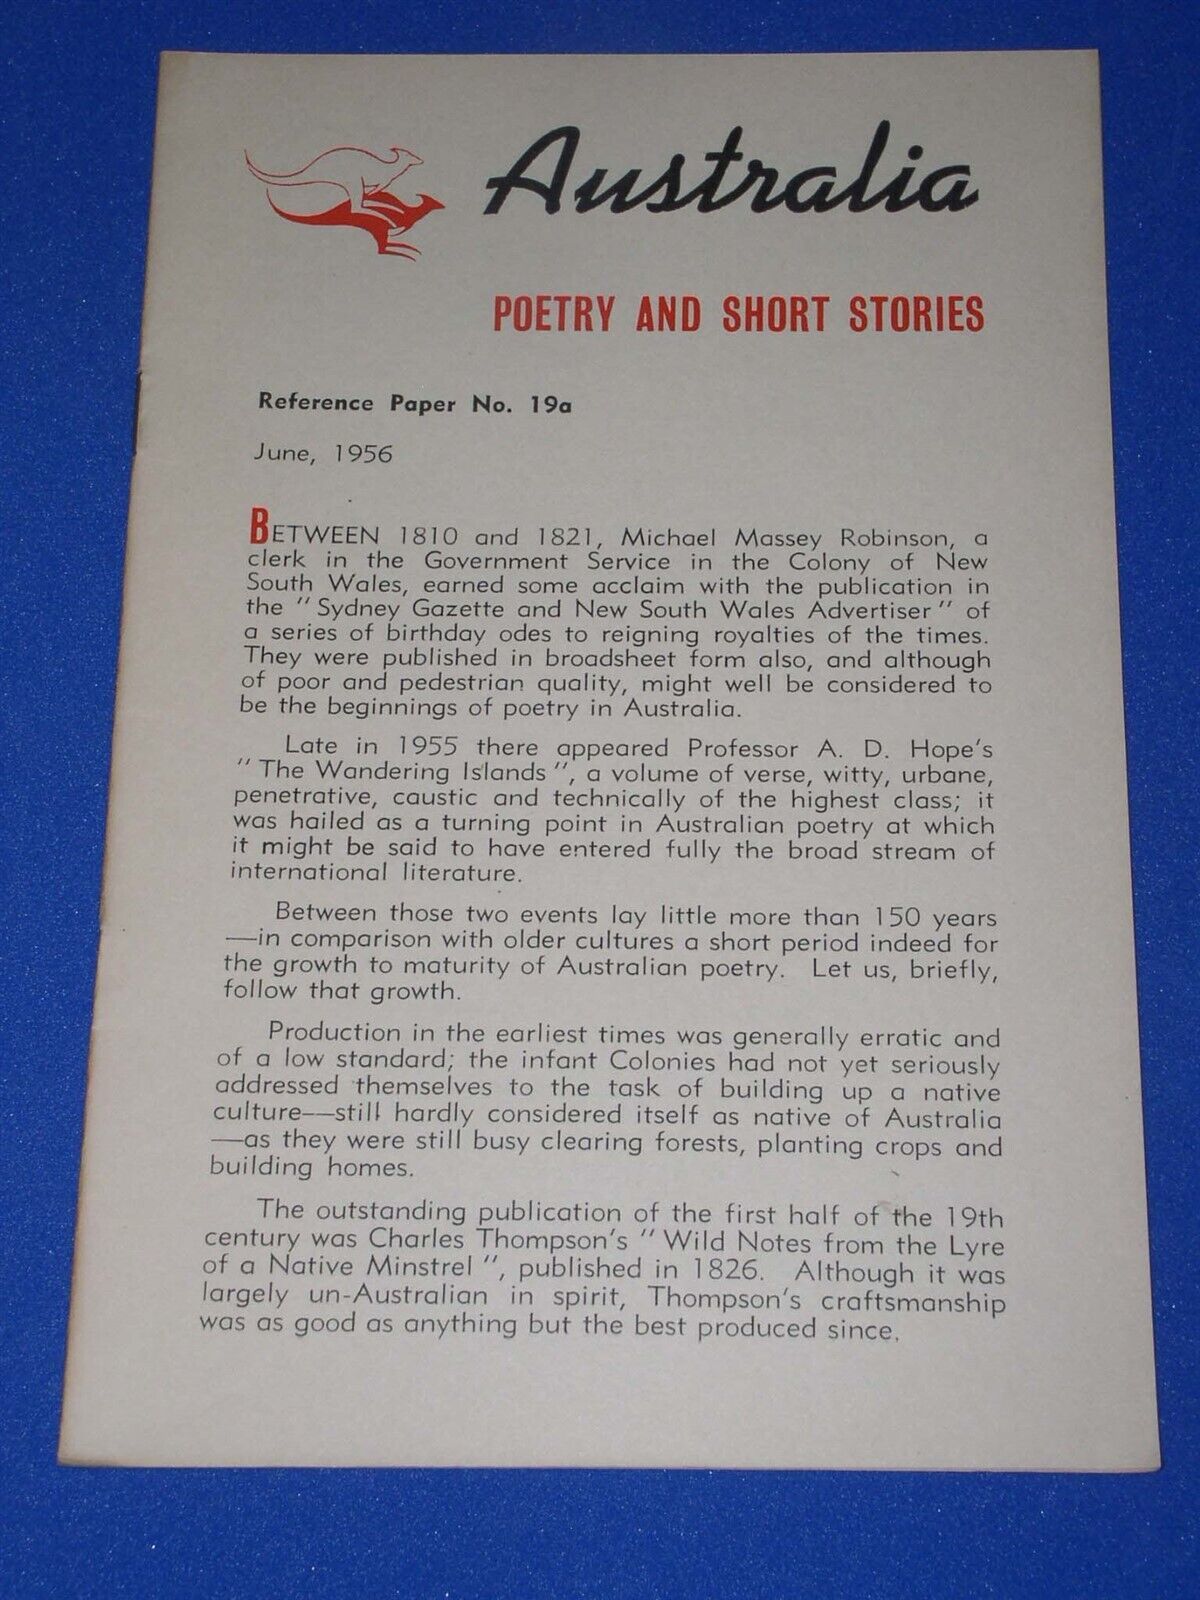 Australia
POETRY AND SHORT STORIES
Reference Paper No. 19a
June, 1956
BETWEEN 1810 and 1821, Michael Massey Robinson, a
clerk in the Government Service in the Colony of New
South Wales, earned some acclaim with the publication in
the "Sydney Gazette and New South Wales Advertiser" of
a series of birthday odes to reigning royalties of the times.
They were published in broadsheet form also, and although
of poor and pedestrian quality, might well be considered to
be the beginnings of poetry in Australia.
Late in 1955 there appeared Professor A. D. Hope's
"The Wandering Islands", a volume of verse, witty, urbane,
penetrative, caustic and technically of the highest class; it
was hailed as a turning point in Australian poetry at which
it might be said to have entered fully the broad stream of
international literature.
Between those two events lay little more than 150 years
—in comparison with older cultures a short period indeed for
the growth to maturity of Australian poetry. Let us, briefly,
follow that growth.
Production in the earliest times was generally erratic and
of a low standard; the infant Colonies had not yet seriously
addressed themselves to the task of building up a native
culture—still hardly considered itself as native of Australia
—as they were still busy clearing forests, planting crops and
building homes.
The outstanding publication of the first half of the 19th
century was Charles Thompson's "Wild Notes from the Lyre
of a Native Minstrel", published in 1826. Although it was
largely un-Australian in spirit, Thompson's craftsmanship
was as good as anything but the best produced since.